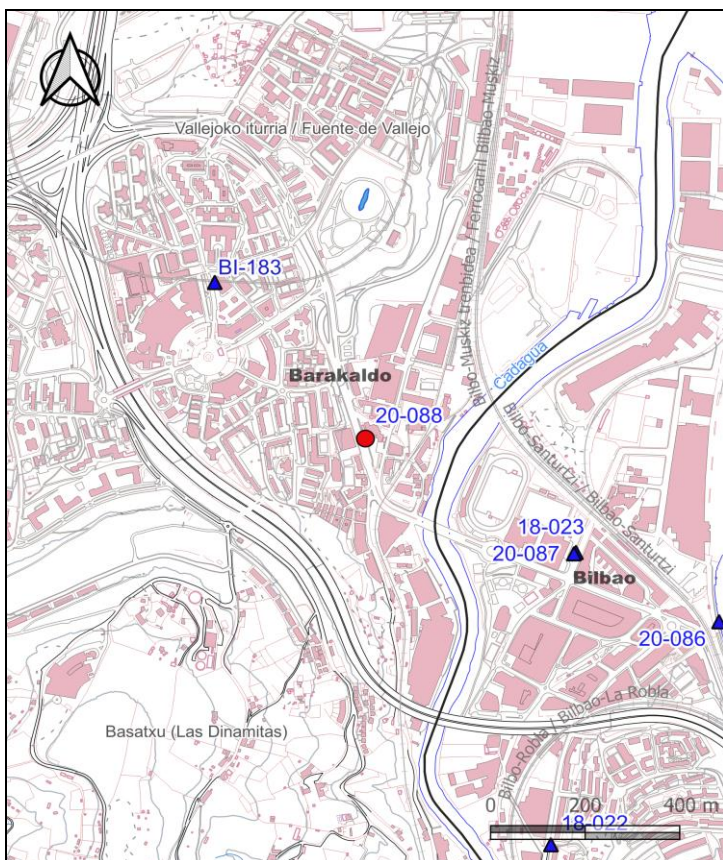 Vallejoko iturria / Fuente de Vallejo
BI-183
Bilbo-Muskiz trenbidea / Ferrocarril Bilbao-Muskiz
Cadagua
Barakaldo
20-088
Bilbo-Santurtzi / Bilbao-Santurtzi
18-023
20-087
Bilbao
20-086
Basatxu (Las Dinamitas)
Bilbo-Robla / Bilbao-La Robla
0 200 400 m
18-022